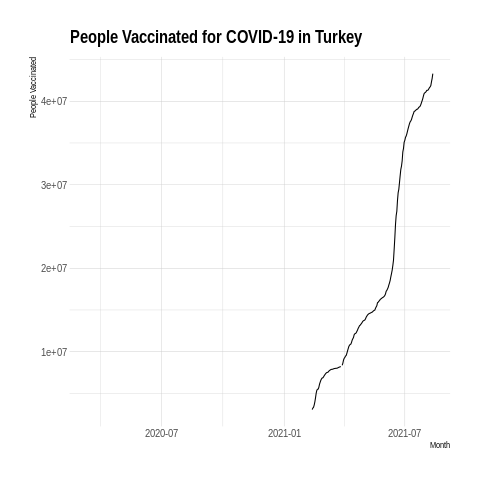 People Vaccinated for COVID-19 in Turkey
People Vaccinated
4e+07
3e+07
2e+07
1e+07
2020-07
2021-01
2021-07
Month